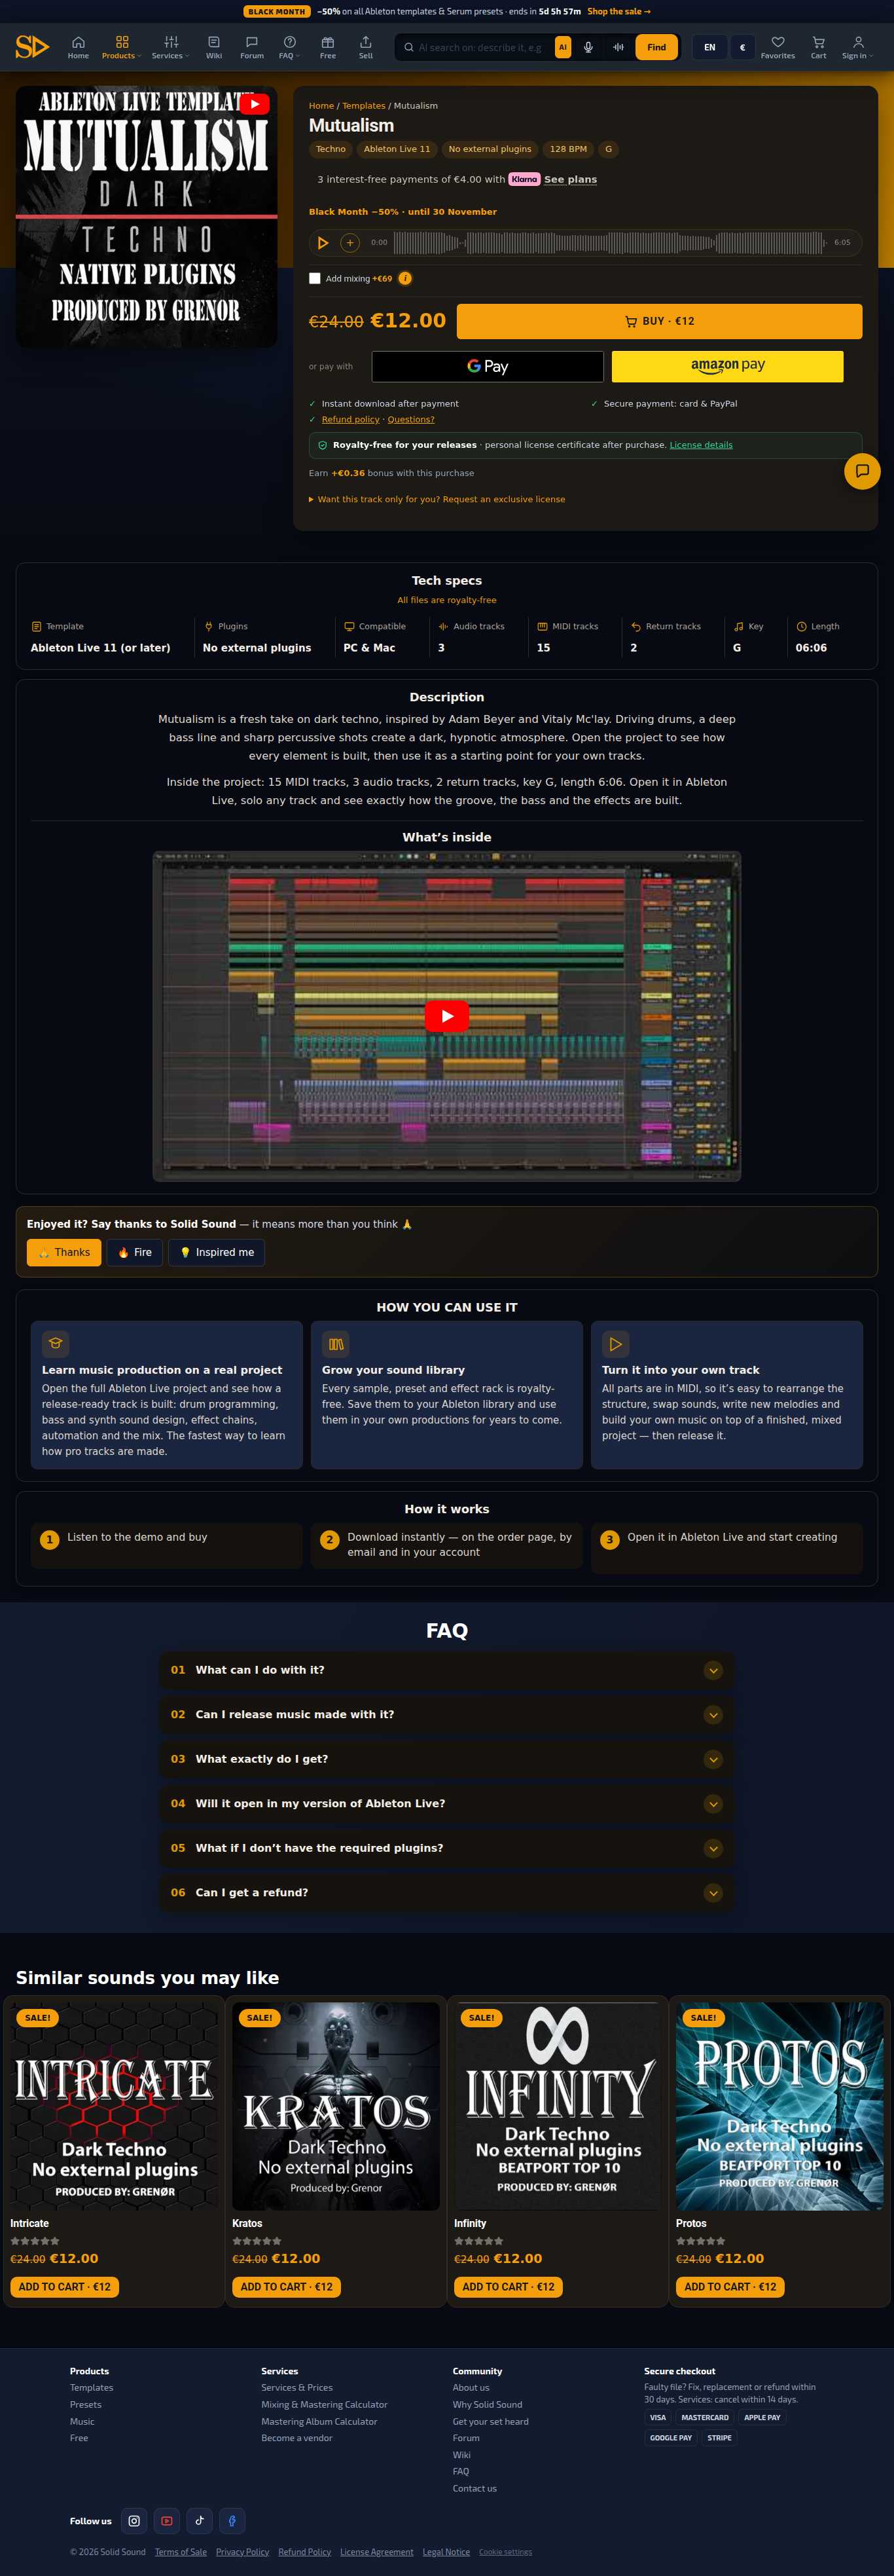 BLACK MONTH −50% on all Ableton templates & Serum presets · ends in 5d 5h 57m Shop the sale →
Home Products Services Wiki Forum FAQ Free Sell
AI search on: describe it, e.g
AI
Find
EN
€
Favorites Cart Sign in
ABLETON LIVE TEMPLAT
MUTUALISM
DARK
TECHNO
NATIVE PLUGINS
PRODUCED BY GRENOR
Home / Templates / Mutualism
Mutualism
Techno Ableton Live 11 No external plugins 128 BPM G
3 interest-free payments of €4.00 with Klarna See plans
Black Month −50% · until 30 November
0:00 6:05
Add mixing +€69 i
€24.00 €12.00 BUY · €12
or pay with G Pay amazon pay
✓ Instant download after payment
✓ Secure payment: card & PayPal
✓ Refund policy · Questions?
Royalty-free for your releases · personal license certificate after purchase. License details
Earn +€0.36 bonus with this purchase
Want this track only for you? Request an exclusive license
Tech specs
All files are royalty-free
Template Plugins Compatible Audio tracks MIDI tracks Return tracks Key Length
Ableton Live 11 (or later) No external plugins PC & Mac 3 15 2 G 06:06
Description
Mutualism is a fresh take on dark techno, inspired by Adam Beyer and Vitaly Mc'lay. Driving drums, a deep
bass line and sharp percussive shots create a dark, hypnotic atmosphere. Open the project to see how
every element is built, then use it as a starting point for your own tracks.
Inside the project: 15 MIDI tracks, 3 audio tracks, 2 return tracks, key G, length 6:06. Open it in Ableton
Live, solo any track and see exactly how the groove, the bass and the effects are built.
What’s inside
Enjoyed it? Say thanks to Solid Sound — it means more than you think 🙏
🙏 Thanks 🔥 Fire 💡 Inspired me
HOW YOU CAN USE IT
Learn music production on a real project
Open the full Ableton Live project and see how a
release-ready track is built: drum programming,
bass and synth sound design, effect chains,
automation and the mix. The fastest way to learn
how pro tracks are made.
Grow your sound library
Every sample, preset and effect rack is royalty-
free. Save them to your Ableton library and use
them in your own productions for years to come.
Turn it into your own track
All parts are in MIDI, so it’s easy to rearrange the
structure, swap sounds, write new melodies and
build your own music on top of a finished, mixed
project — then release it.
How it works
1 Listen to the demo and buy
2 Download instantly — on the order page, by
email and in your account
3 Open it in Ableton Live and start creating
FAQ
01 What can I do with it?
02 Can I release music made with it?
03 What exactly do I get?
04 Will it open in my version of Ableton Live?
05 What if I don’t have the required plugins?
06 Can I get a refund?
Similar sounds you may like
SALE!
INTRICATE
Dark Techno
No external plugins
PRODUCED BY: GRENØR
Intricate
€24.00 €12.00
ADD TO CART · €12
SALE!
KRATOS
Dark Techno
No external plugins
Produced by: Grenor
Kratos
€24.00 €12.00
ADD TO CART · €12
SALE!
INFINITY
Dark Techno
No external plugins
BEATPORT TOP 10
PRODUCED BY: GRENØR
Infinity
€24.00 €12.00
ADD TO CART · €12
SALE!
PROTOS
Dark Techno
No external plugins
BEATPORT TOP 10
PRODUCED BY: GRENØR
Protos
€24.00 €12.00
ADD TO CART · €12
Products
Templates
Presets
Music
Free
Services
Services & Prices
Mixing & Mastering Calculator
Mastering Album Calculator
Become a vendor
Community
About us
Why Solid Sound
Get your set heard
Forum
Wiki
FAQ
Contact us
Secure checkout
Faulty file? Fix, replacement or refund within
30 days. Services: cancel within 14 days.
VISA MASTERCARD APPLE PAY
GOOGLE PAY STRIPE
Follow us
© 2026 Solid Sound Terms of Sale Privacy Policy Refund Policy License Agreement Legal Notice Cookie settings